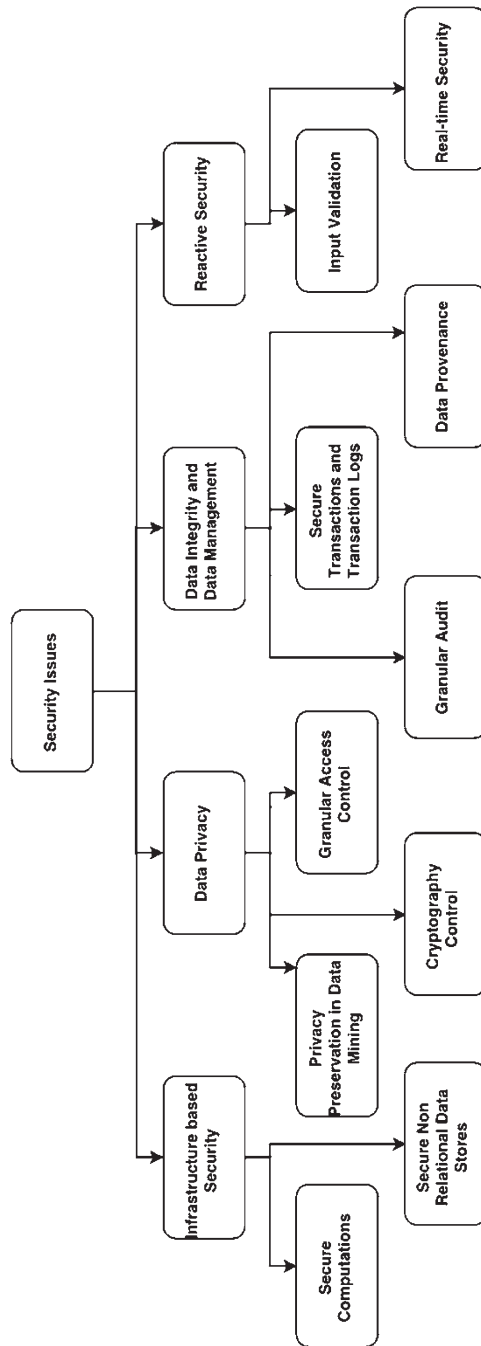 Security Issues
Infrastructure based
Security
Data Privacy
Data Integrity and
Data Management
Reactive Security
Secure
Computations
Privacy
Preservation in Data
Mining
Granular Access
Control
Secure
Transactions and
Transaction Logs
Input Validation
Secure Non
Relational Data
Stores
Cryptography
Control
Granular Audit
Data Provenance
Real-time Security